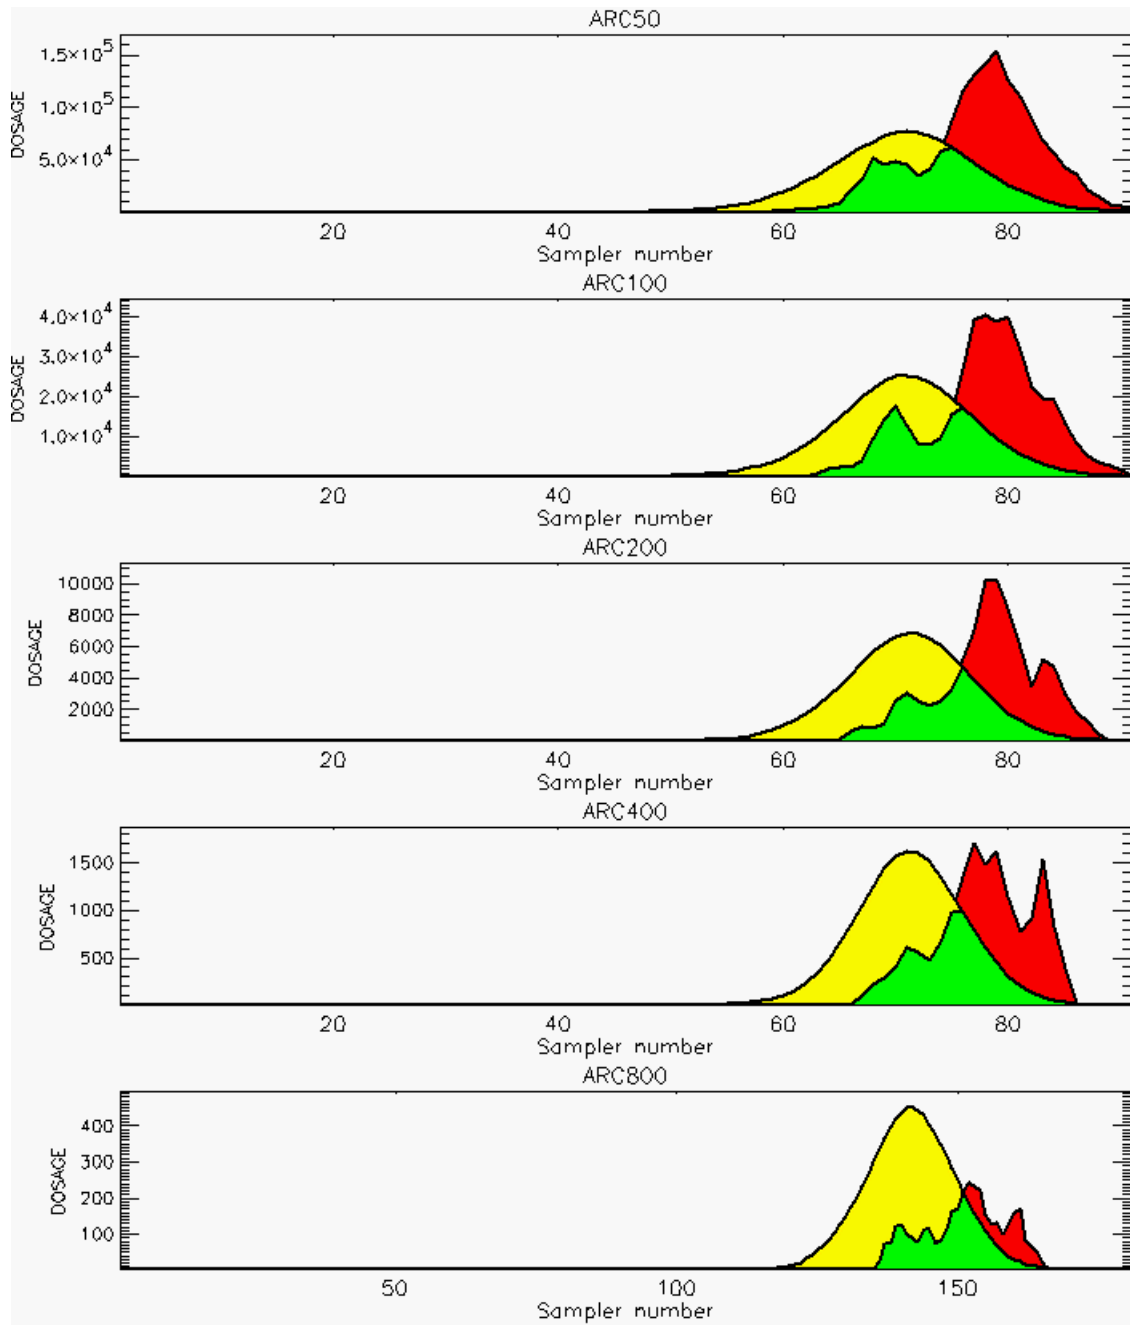 ARC50
1.5×10⁵
1.0×10⁵
5.0×10⁴
DOSAGE
20 40 60 80
Sampler number
ARC100
4.0×10⁴
3.0×10⁴
2.0×10⁴
1.0×10⁴
DOSAGE
20 40 60 80
Sampler number
ARC200
10000
8000
6000
4000
2000
DOSAGE
20 40 60 80
Sampler number
ARC400
1500
1000
500
DOSAGE
20 40 60 80
Sampler number
ARC800
400
300
200
100
DOSAGE
50 100 150
Sampler number